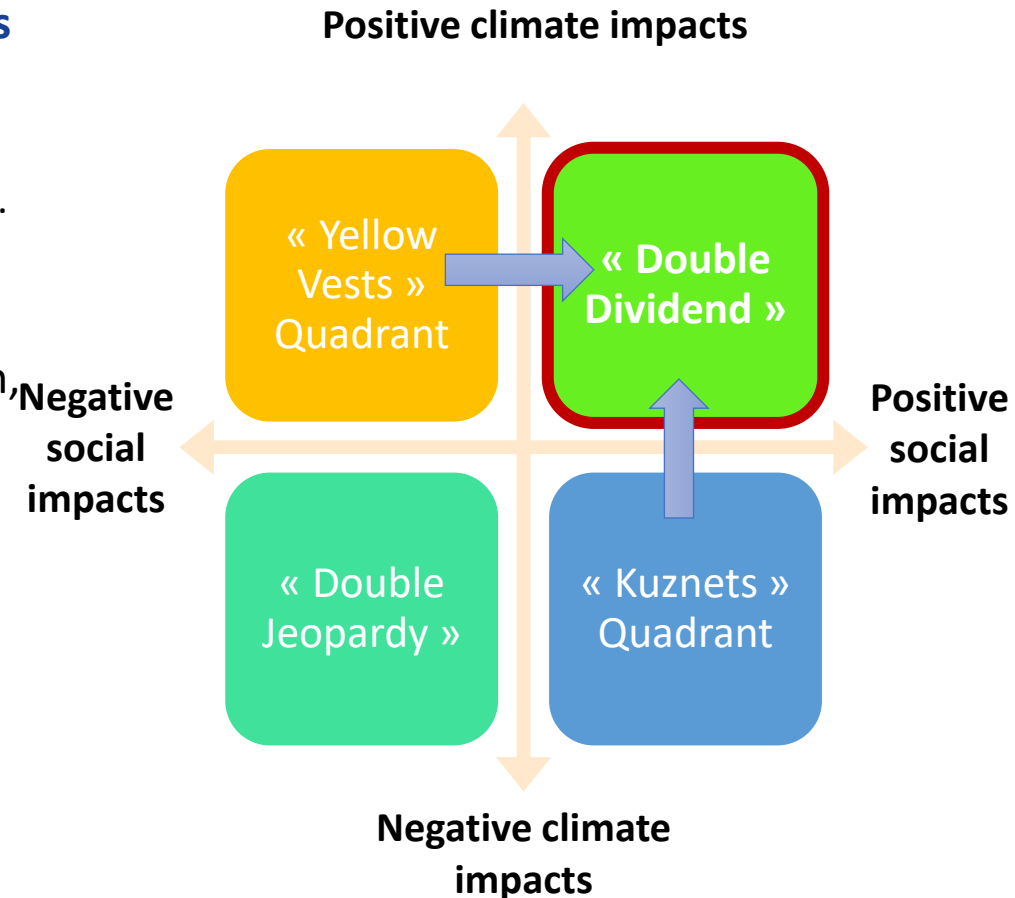 s
Positive climate impacts
.
« Yellow
Vests »
Quadrant
« Double
Dividend »
n,
Negative
social
impacts
Positive
social
impacts
« Double
Jeopardy »
« Kuznets »
Quadrant
Negative climate
impacts